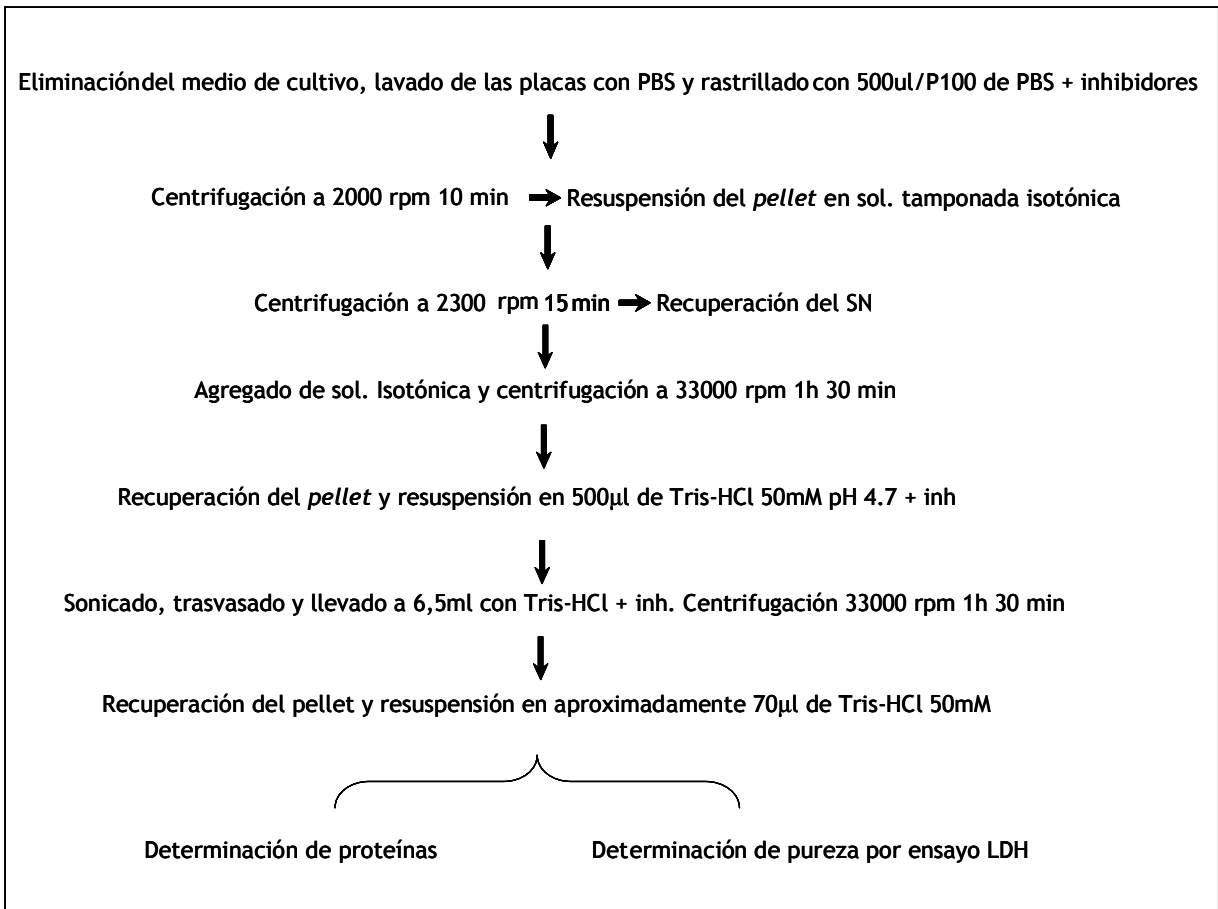 Eliminación del medio de cultivo, lavado de las placas con PBS y rastrillado con 500ul/P100 de PBS + inhibidores
Centrifugación a 2000 rpm 10 min Resuspensión del pellet en sol. tamponada isotónica
Centrifugación a 2300 rpm 15 min Recuperación del SN
Agregado de sol. Isotónica y centrifugación a 33000 rpm 1h 30 min
Recuperación del pellet y resuspensión en 500μl de Tris-HCl 50mM pH 4.7 + inh
Sonicado, trasvasado y llevado a 6,5ml con Tris-HCl + inh. Centrifugación 33000 rpm 1h 30 min
Recuperación del pellet y resuspensión en aproximadamente 70μl de Tris-HCl 50mM
Determinación de proteínas Determinación de pureza por ensayo LDH